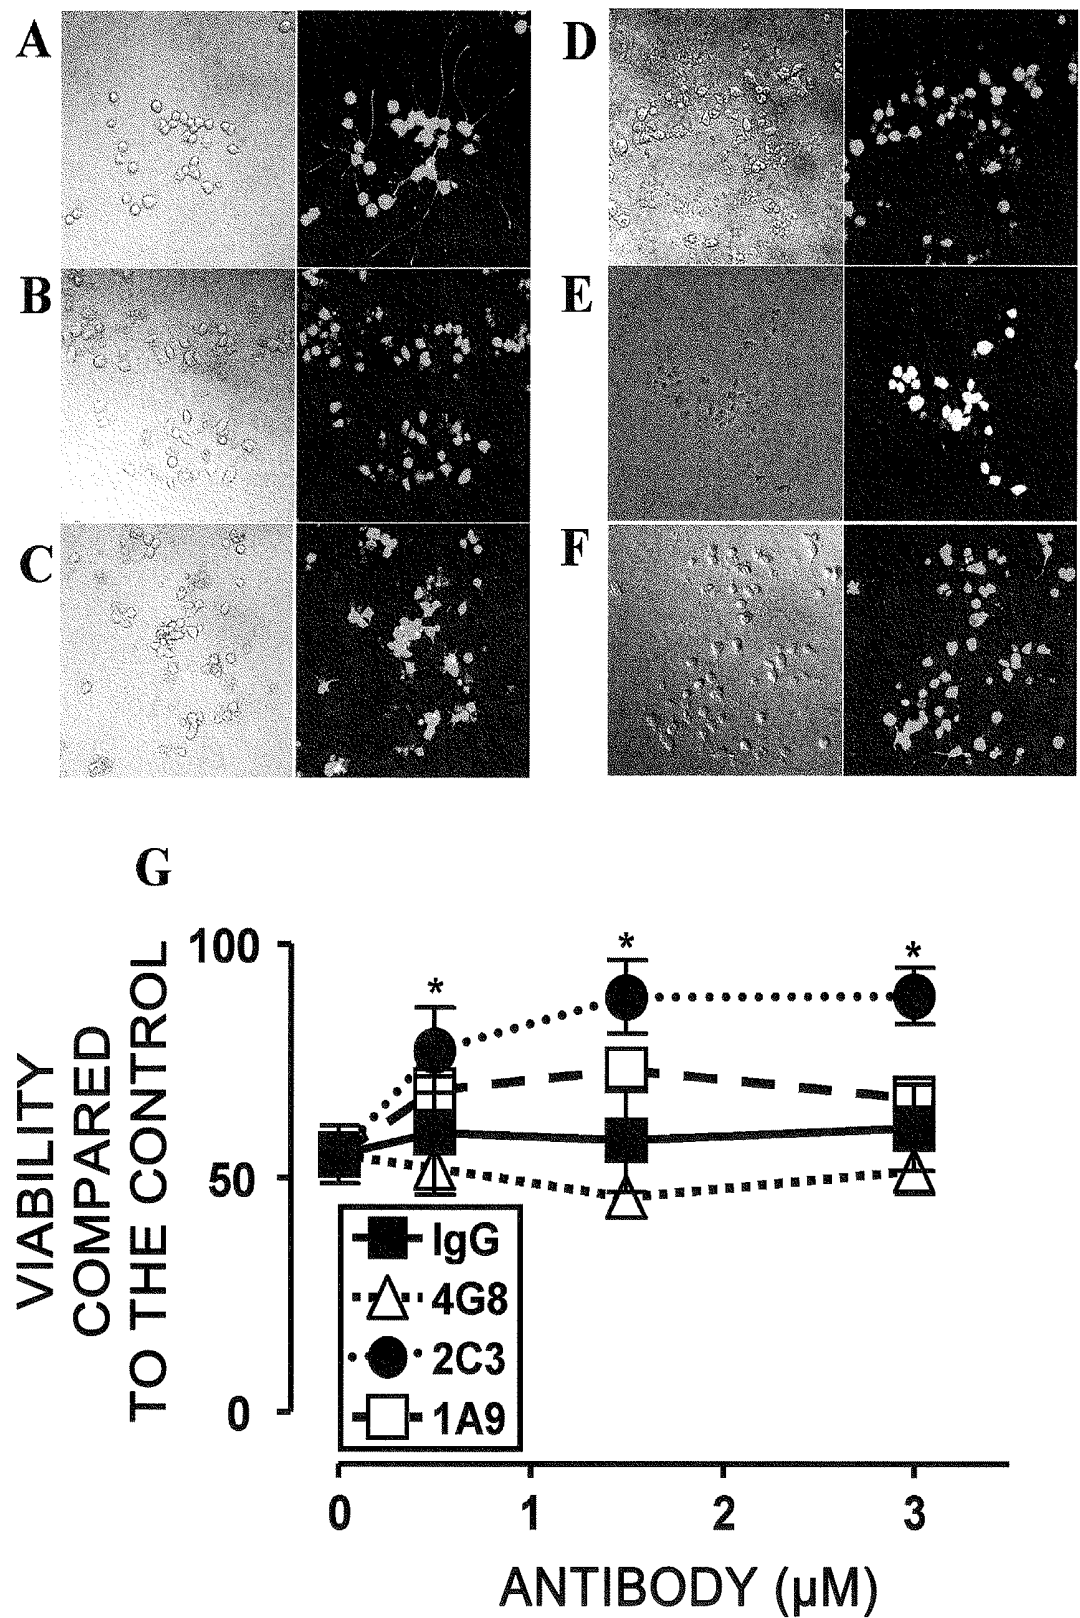 A
D
B
E
C
F
G
VIABILITY
COMPARED
TO THE CONTROL
100
50
0
*
*
*
IgG
4G8
2C3
1A9
0
1
2
3
ANTIBODY (µM)